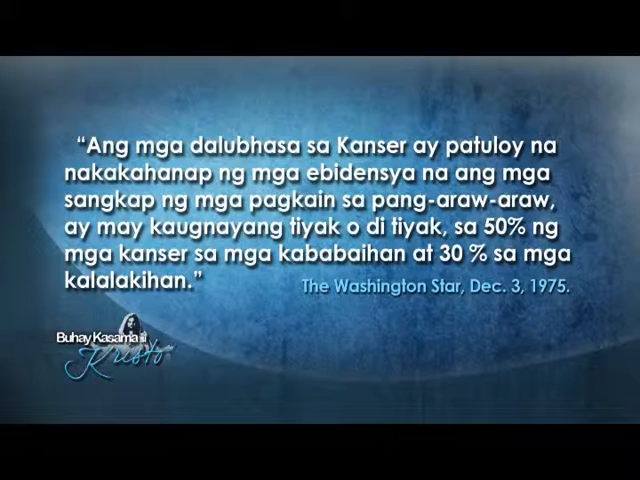 “Ang mga dalubhasa sa Kanser ay patuloy na
nakakahanap ng mga ebidensya na ang mga
sangkap ng mga pagkain sa pang-araw-araw,
ay may kaugnayang tiyak o di tiyak, sa 50% ng
mga kanser sa mga kababaihan at 30 % sa mga
kalalakihan.”
The Washington Star, Dec. 3, 1975.
Buhay Kasama si
Kristo